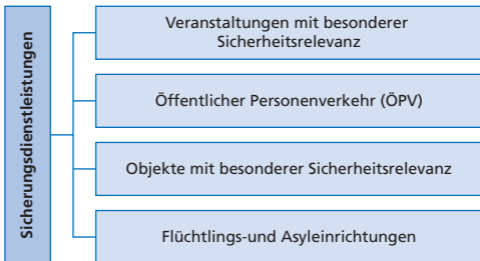 Sicherungsdienstleistungen
Veranstaltungen mit besonderer
Sicherheitsrelevanz
Öffentlicher Personenverkehr (ÖPV)
Objekte mit besonderer Sicherheitsrelevanz
Flüchtlings-und Asyleinrichtungen